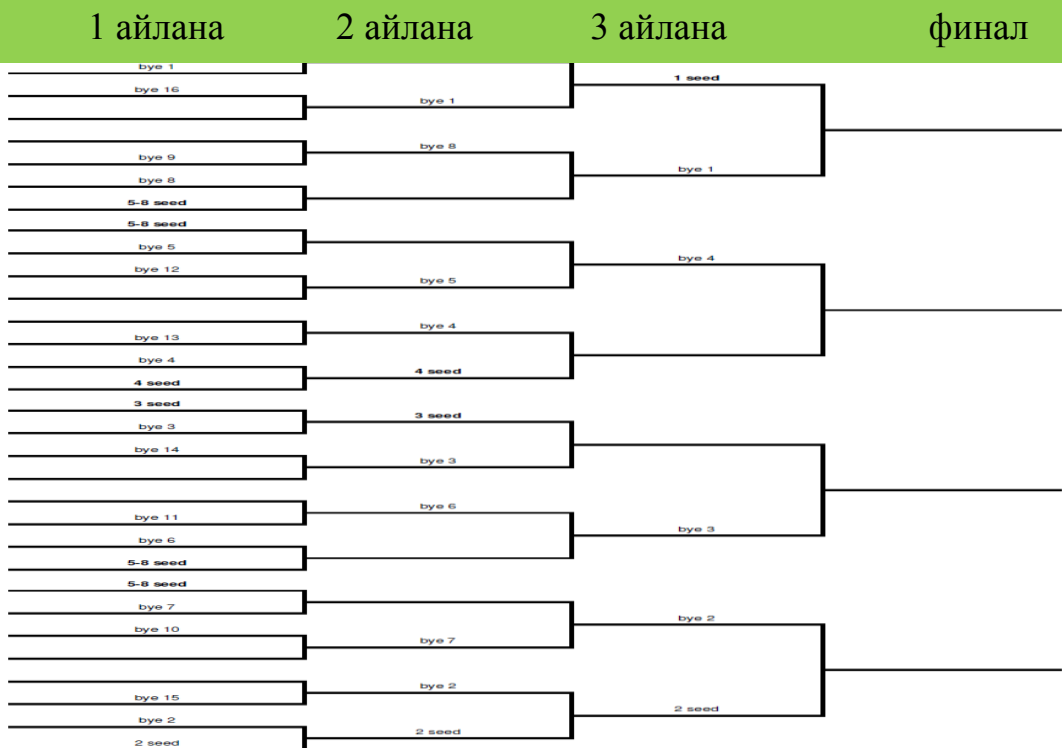 1 айлана 2 айлана 3 айлана финал
bye 1
bye 16
bye 9
bye 8
5-8 seed
5-8 seed
bye 5
bye 12
bye 13
bye 4
4 seed
3 seed
bye 3
bye 14
bye 11
bye 6
5-8 seed
5-8 seed
bye 7
bye 10
bye 15
bye 2
2 seed
bye 1
bye 8
bye 5
bye 4
4 seed
3 seed
bye 3
bye 6
bye 7
bye 2
2 seed
1 seed
bye 1
bye 4
bye 3
bye 2
2 seed